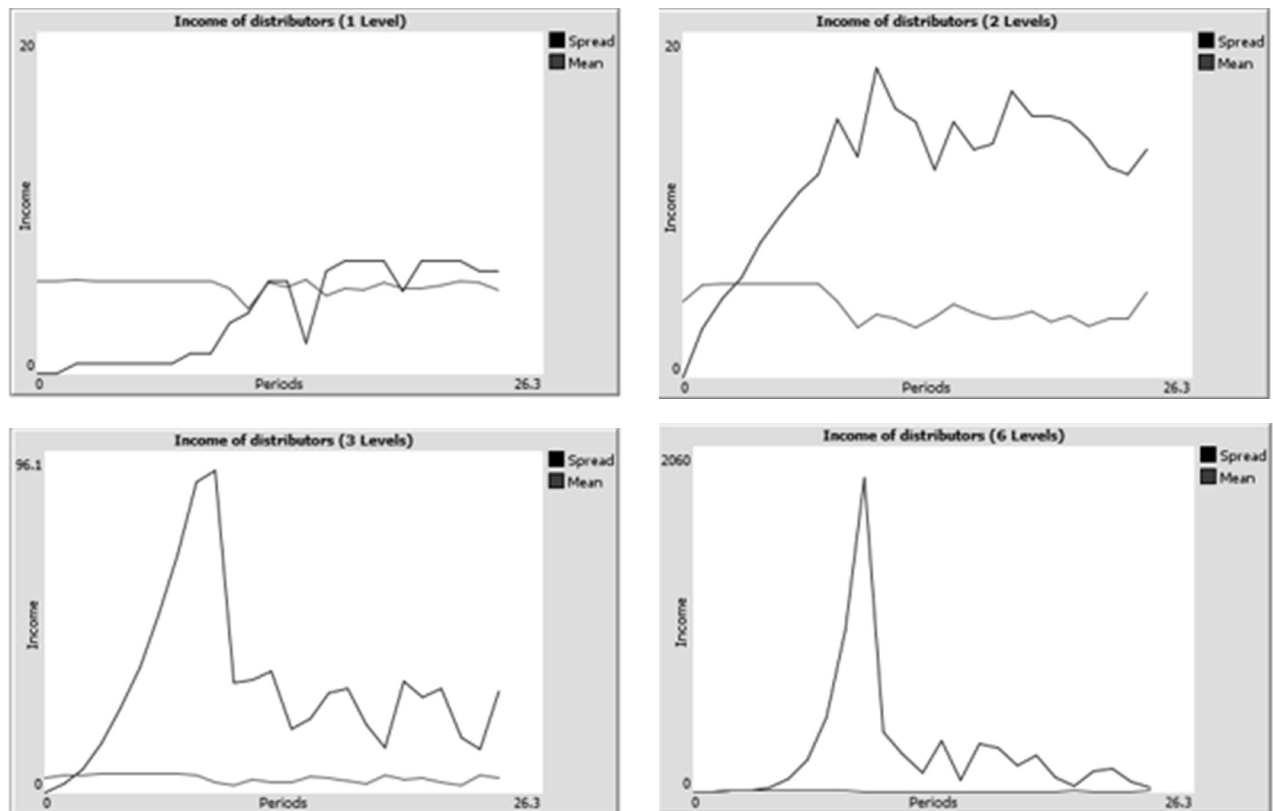 Income of distributors (1 Level)
20
Income
0
0
Periods
26.3
Spread
Mean
Income of distributors (2 Levels)
20
Income
0
0
Periods
26.3
Spread
Mean
Income of distributors (3 Levels)
96.1
Income
0
0
Periods
26.3
Spread
Mean
Income of distributors (6 Levels)
2060
Income
0
0
Periods
26.3
Spread
Mean